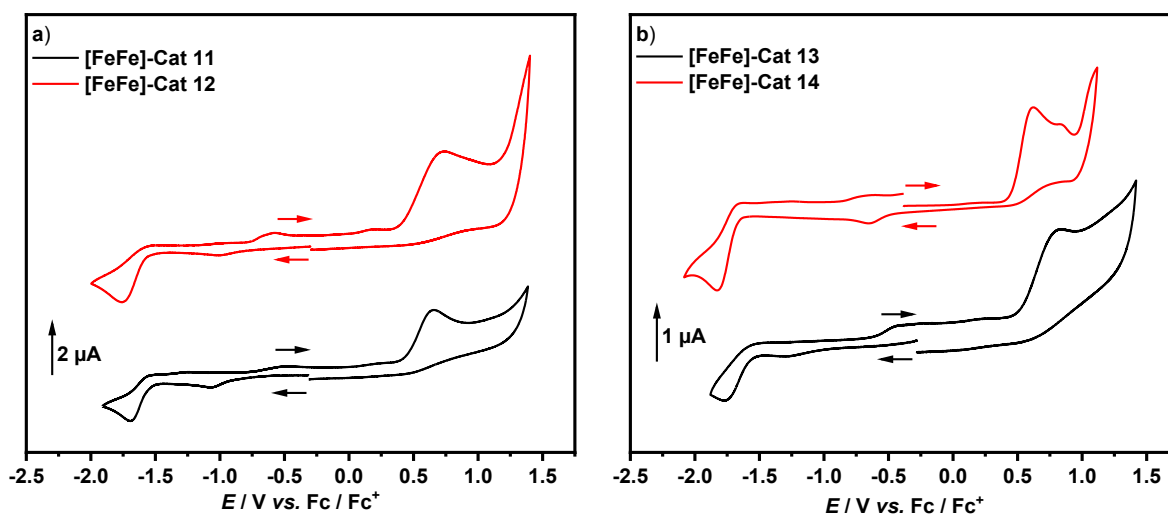 a)
[FeFe]-Cat 11
[FeFe]-Cat 12
2 µA
-2.5 -2.0 -1.5 -1.0 -0.5 0.0 0.5 1.0 1.5
E / V vs. Fc / Fc⁺
b)
[FeFe]-Cat 13
[FeFe]-Cat 14
1 µA
-2.5 -2.0 -1.5 -1.0 -0.5 0.0 0.5 1.0 1.5
E / V vs. Fc / Fc⁺